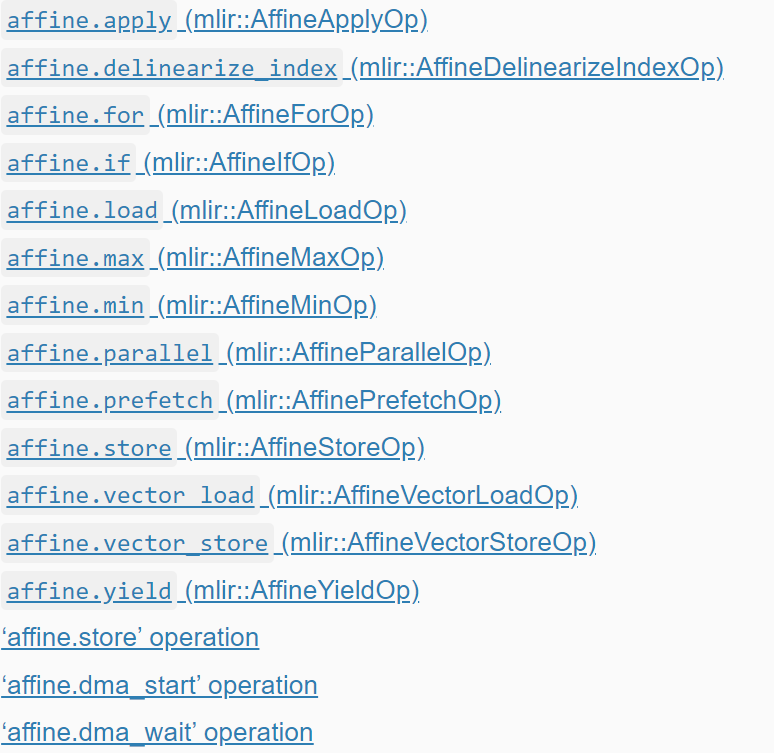 affine.apply (mlir::AffineApplyOp)
affine.delinearize_index (mlir::AffineDelinearizeIndexOp)
affine.for (mlir::AffineForOp)
affine.if (mlir::AffineIfOp)
affine.load (mlir::AffineLoadOp)
affine.max (mlir::AffineMaxOp)
affine.min (mlir::AffineMinOp)
affine.parallel (mlir::AffineParallelOp)
affine.prefetch (mlir::AffinePrefetchOp)
affine.store (mlir::AffineStoreOp)
affine.vector_load (mlir::AffineVectorLoadOp)
affine.vector_store (mlir::AffineVectorStoreOp)
affine.yield (mlir::AffineYieldOp)
‘affine.store’ operation
‘affine.dma_start’ operation
‘affine.dma_wait’ operation